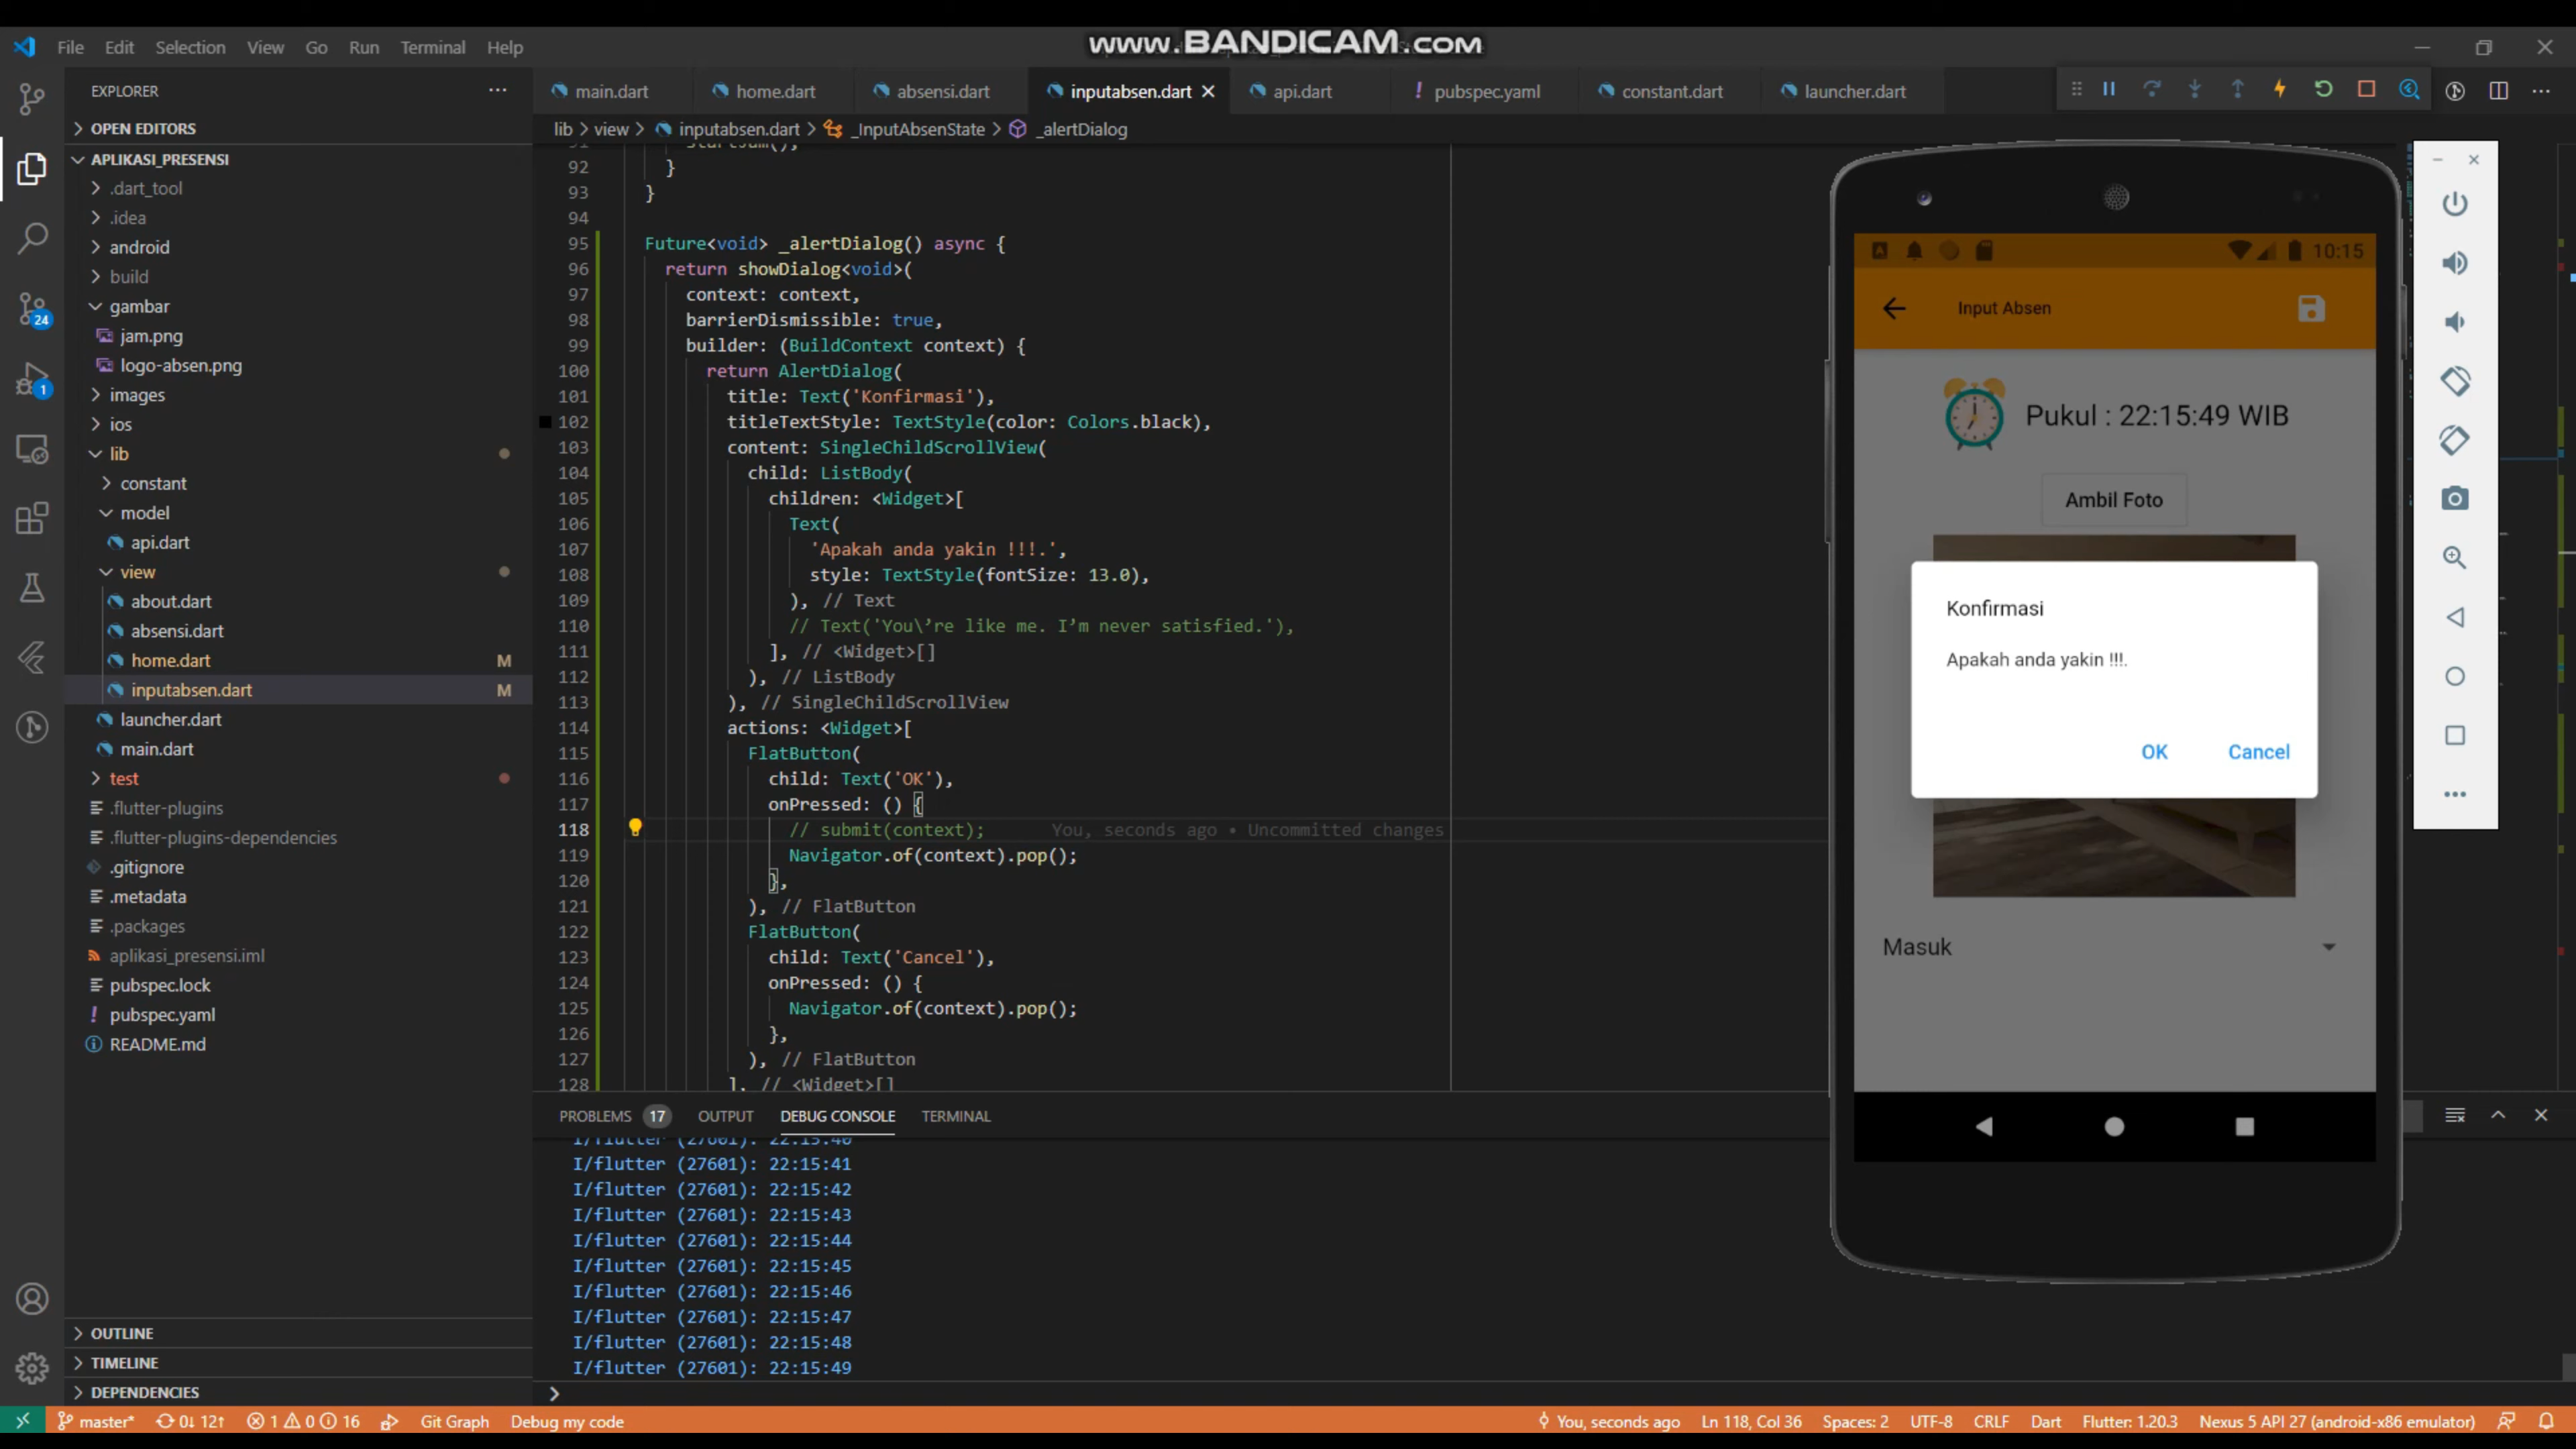 www.BANDICAM.com
File Edit Selection View Go Run Terminal Help
EXPLORER
OPEN EDITORS
APLIKASI_PRESENSI
.dart_tool
.idea
android
build
gambar
jam.png
logo-absen.png
images
ios
lib
constant
model
api.dart
view
about.dart
absensi.dart
home.dart M
inputabsen.dart M
launcher.dart
main.dart
test
.flutter-plugins
.flutter-plugins-dependencies
.gitignore
.metadata
.packages
aplikasi_presensi.iml
pubspec.lock
pubspec.yaml
README.md
OUTLINE
TIMELINE
DEPENDENCIES
24
1
main.dart home.dart absensi.dart inputabsen.dart api.dart pubspec.yaml constant.dart launcher.dart
lib > view > inputabsen.dart > _InputAbsenState > _alertDialog
92 }
93 }
94
95 Future<void> _alertDialog() async {
96 return showDialog<void>(
97 context: context,
98 barrierDismissible: true,
99 builder: (BuildContext context) {
100 return AlertDialog(
101 title: Text('Konfirmasi'),
102 titleTextStyle: TextStyle(color: Colors.black),
103 content: SingleChildScrollView(
104 child: ListBody(
105 children: <Widget>[
106 Text(
107 'Apakah anda yakin !!!.',
108 style: TextStyle(fontSize: 13.0),
109 ), // Text
110 // Text('You\’re like me. I’m never satisfied.'),
111 ], // <Widget>[]
112 ), // ListBody
113 ), // SingleChildScrollView
114 actions: <Widget>[
115 FlatButton(
116 child: Text('OK'),
117 onPressed: () {
118 // submit(context); You, seconds ago • Uncommitted changes
119 Navigator.of(context).pop();
120 },
121 ), // FlatButton
122 FlatButton(
123 child: Text('Cancel'),
124 onPressed: () {
125 Navigator.of(context).pop();
126 },
127 ), // FlatButton
128 ], // <Widget>[]
PROBLEMS 17 OUTPUT DEBUG CONSOLE TERMINAL
I/flutter (27601): 22:15:40
I/flutter (27601): 22:15:41
I/flutter (27601): 22:15:42
I/flutter (27601): 22:15:43
I/flutter (27601): 22:15:44
I/flutter (27601): 22:15:45
I/flutter (27601): 22:15:46
I/flutter (27601): 22:15:47
I/flutter (27601): 22:15:48
I/flutter (27601): 22:15:49
10:15
Input Absen
Pukul : 22:15:49 WIB
Ambil Foto
Konfirmasi
Apakah anda yakin !!!.
OK Cancel
Masuk
master* 0↓ 12↑ 1 0 16 Git Graph Debug my code You, seconds ago Ln 118, Col 36 Spaces: 2 UTF-8 CRLF Dart Flutter: 1.20.3 Nexus 5 API 27 (android-x86 emulator)